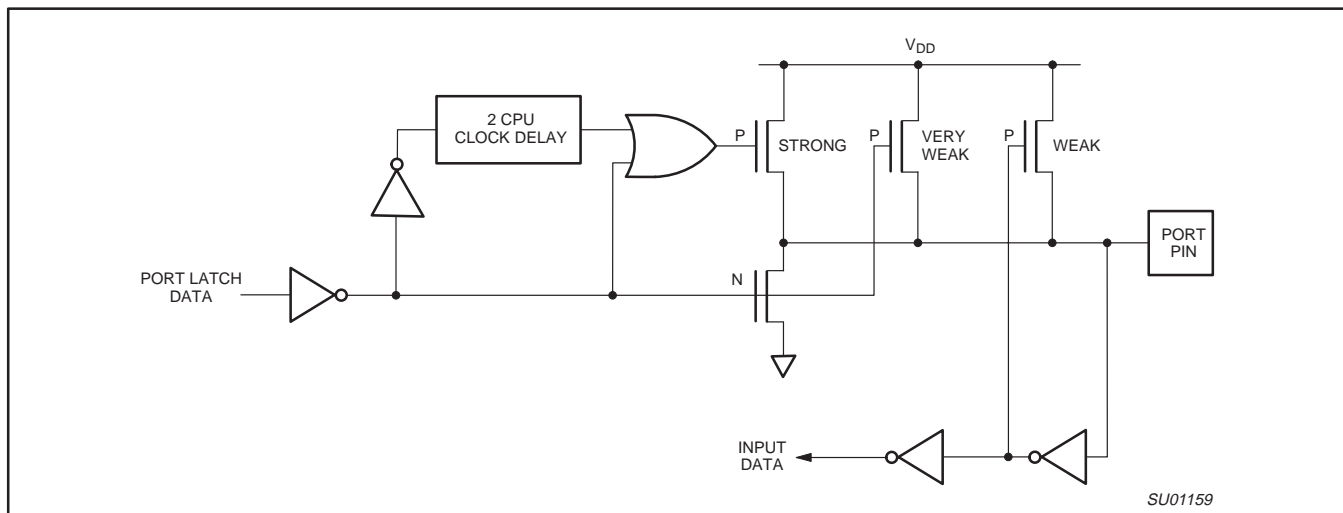 VDD
2 CPU
CLOCK DELAY
P
STRONG
P
VERY
WEAK
P
WEAK
PORT
PIN
PORT LATCH
DATA
N
INPUT
DATA
SU01159